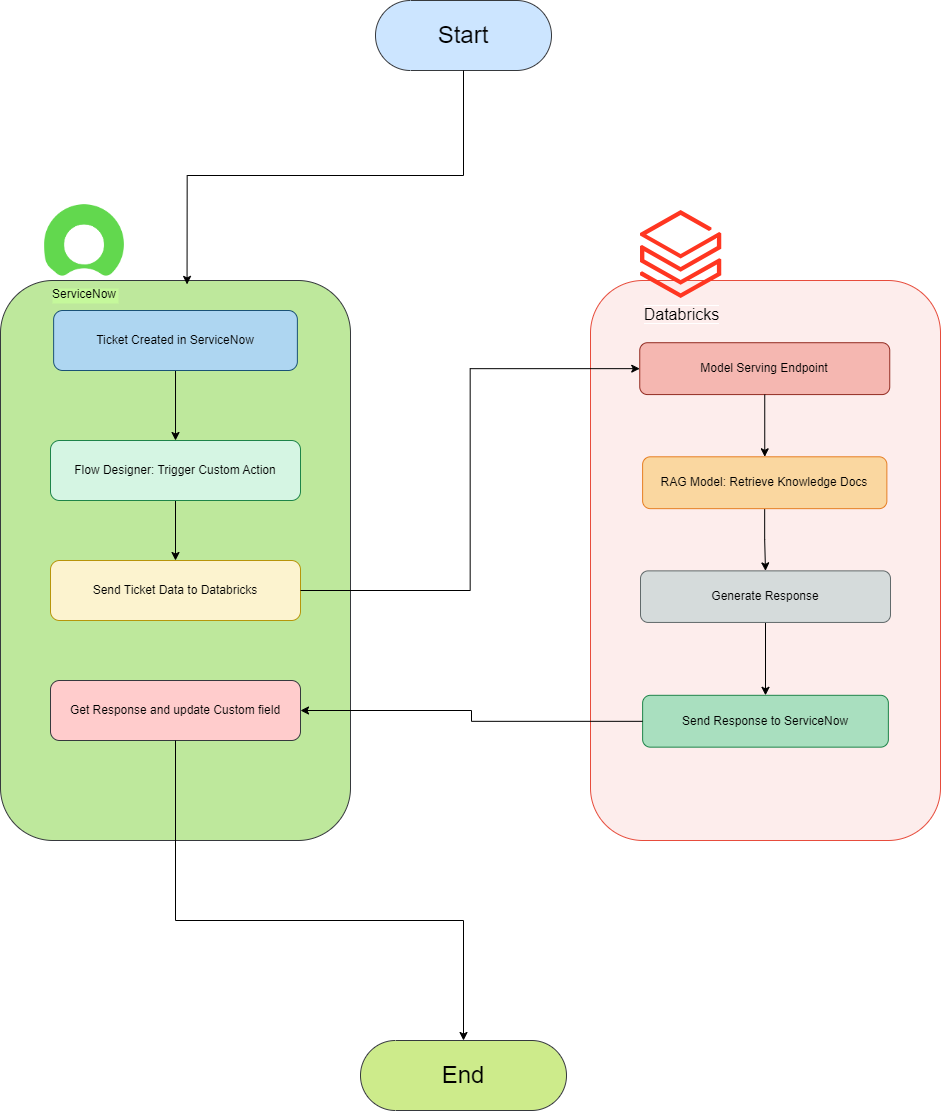 Start
ServiceNow
Ticket Created in ServiceNow
Flow Designer: Trigger Custom Action
Send Ticket Data to Databricks
Get Response and update Custom field
Databricks
Model Serving Endpoint
RAG Model: Retrieve Knowledge Docs
Generate Response
Send Response to ServiceNow
End